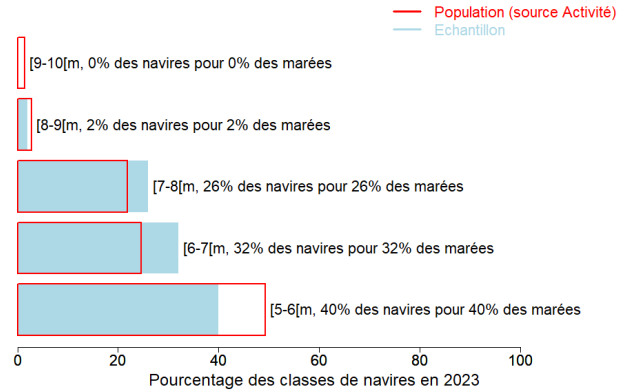 Population (source Activité)
Echantillon
[9-10[m, 0% des navires pour 0% des marées
[8-9[m, 2% des navires pour 2% des marées
[7-8[m, 26% des navires pour 26% des marées
[6-7[m, 32% des navires pour 32% des marées
[5-6[m, 40% des navires pour 40% des marées
0 20 40 60 80 100
Pourcentage des classes de navires en 2023